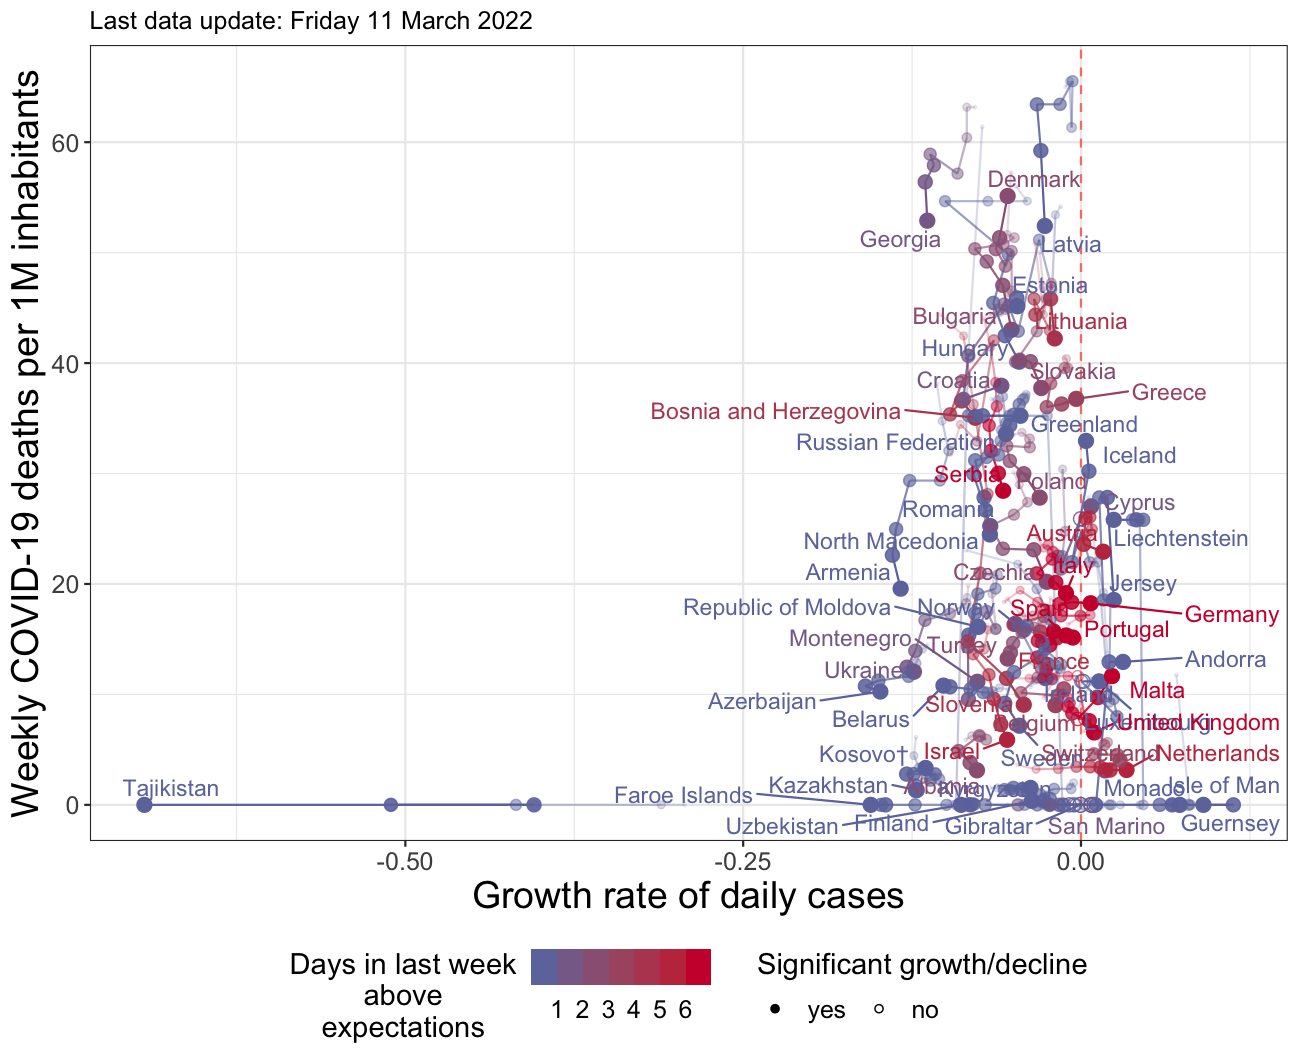 Last data update: Friday 11 March 2022
Weekly COVID-19 deaths per 1M inhabitants
60
40
20
0
Denmark
Georgia
Latvia
Estonia
Bulgaria
Lithuania
Hungary
Croatia
Slovakia
Greece
Bosnia and Herzegovina
Greenland
Russian Federation
Iceland
Serbia
Poland
Romania
Cyprus
North Macedonia
Austria
Liechtenstein
Armenia
Czechia
Italy
Jersey
Republic of Moldova
Norway
Spain
Germany
Montenegro
Turkey
Portugal
Ukraine
France
Andorra
Azerbaijan
Slovenia
Ireland
Malta
Belarus
Belgium
Luxembourg
United Kingdom
Kosovo†
Israel
Sweden
Switzerland
Netherlands
Tajikistan
Faroe Islands
Kazakhstan
Albania
Kyrgyzstan
Monaco
Isle of Man
Uzbekistan
Finland
Gibraltar
San Marino
Guernsey
-0.50
-0.25
0.00
Growth rate of daily cases
Days in last week
above
expectations
1 2 3 4 5 6
Significant growth/decline
yes
no